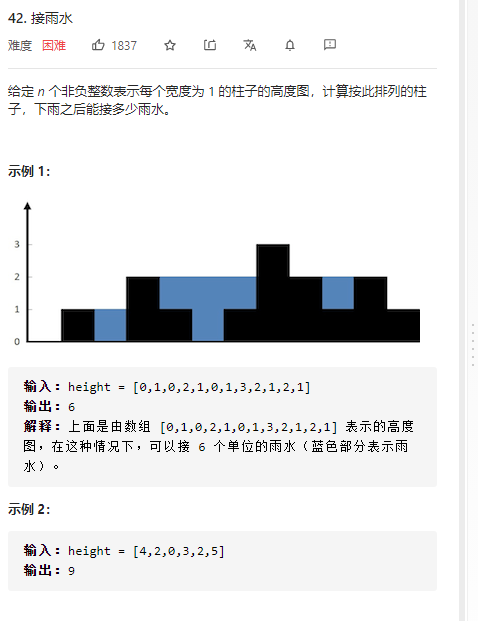 42. 接雨水
难度 困难 1837
给定 n 个非负整数表示每个宽度为 1 的柱子的高度图，计算按此排列的柱
子，下雨之后能接多少雨水。
示例 1：
3
2
1
0
输入：height = [0,1,0,2,1,0,1,3,2,1,2,1]
输出：6
解释：上面是由数组 [0,1,0,2,1,0,1,3,2,1,2,1] 表示的高度
图，在这种情况下，可以接 6 个单位的雨水（蓝色部分表示雨
水）。
示例 2：
输入：height = [4,2,0,3,2,5]
输出：9